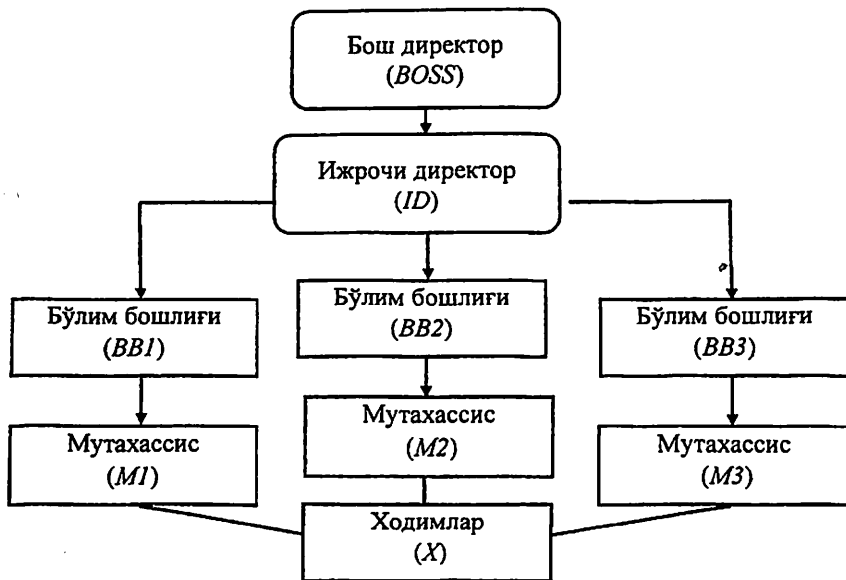 Бош директор
(BOSS)
Ижрочи директор
(ID)
Бўлим бошлиғи
(BB1)
Бўлим бошлиғи
(BB2)
Бўлим бошлиғи
(BB3)
Мутахассис
(M1)
Мутахассис
(M2)
Мутахассис
(M3)
Ходимлар
(X)